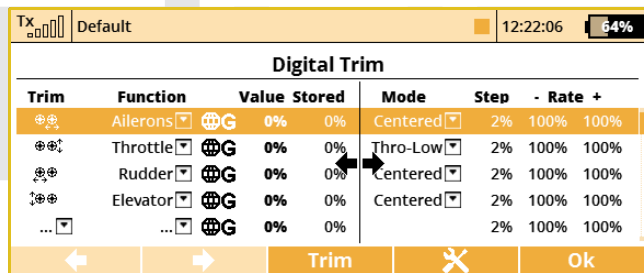 Tx Default 12:22:06 64%
Digital Trim
Trim Function Value Stored Mode Step - Rate +
Ailerons G 0% 0% Centered 2% 100% 100%
Throttle G 0% 0% Thro-Low 2% 100% 100%
Rudder G 0% 0% Centered 2% 100% 100%
Elevator G 0% 0% Centered 2% 100% 100%
... ... G 0% 0% 2% 100% 100%
Trim Ok